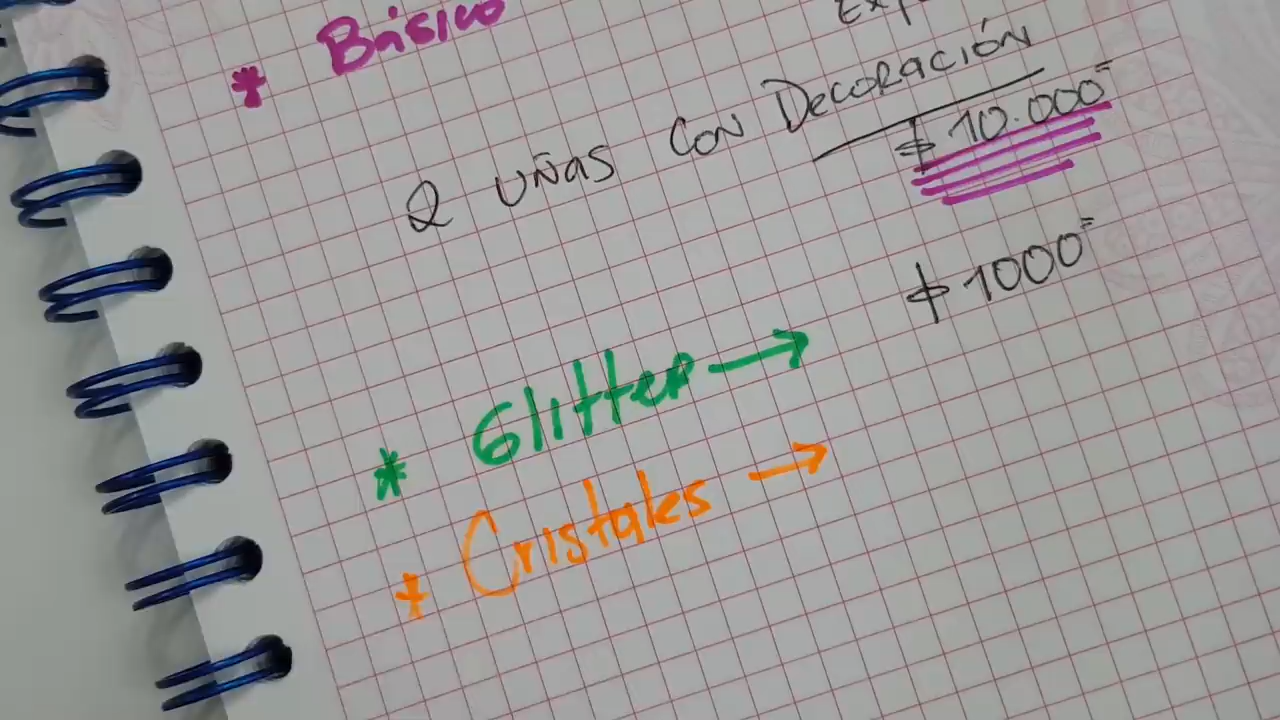 * Básico
2 uñas con Decoración
$ 10.000=
$ 1000=
* Glitter →
* Cristales →